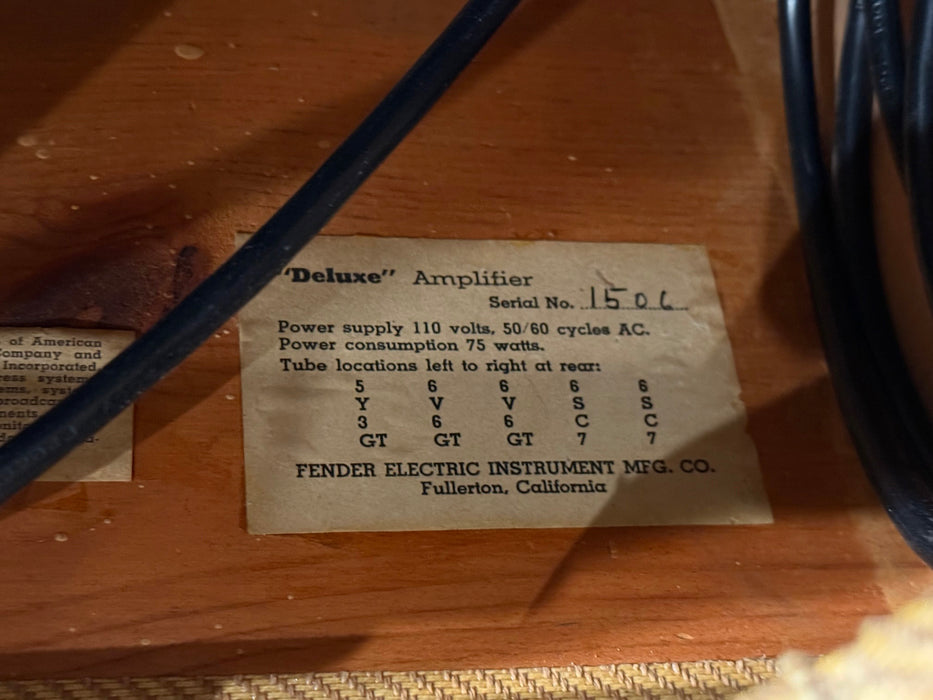 "Deluxe" Amplifier
Serial No. 1506
Power supply 110 volts, 50/60 cycles AC.
Power consumption 75 watts.
Tube locations left to right at rear:
5 6 6 6 6
Y V V S S
3 6 6 C C
GT GT GT 7 7
FENDER ELECTRIC INSTRUMENT MFG. CO.
Fullerton, California
of American
Company and
Incorporated.
system